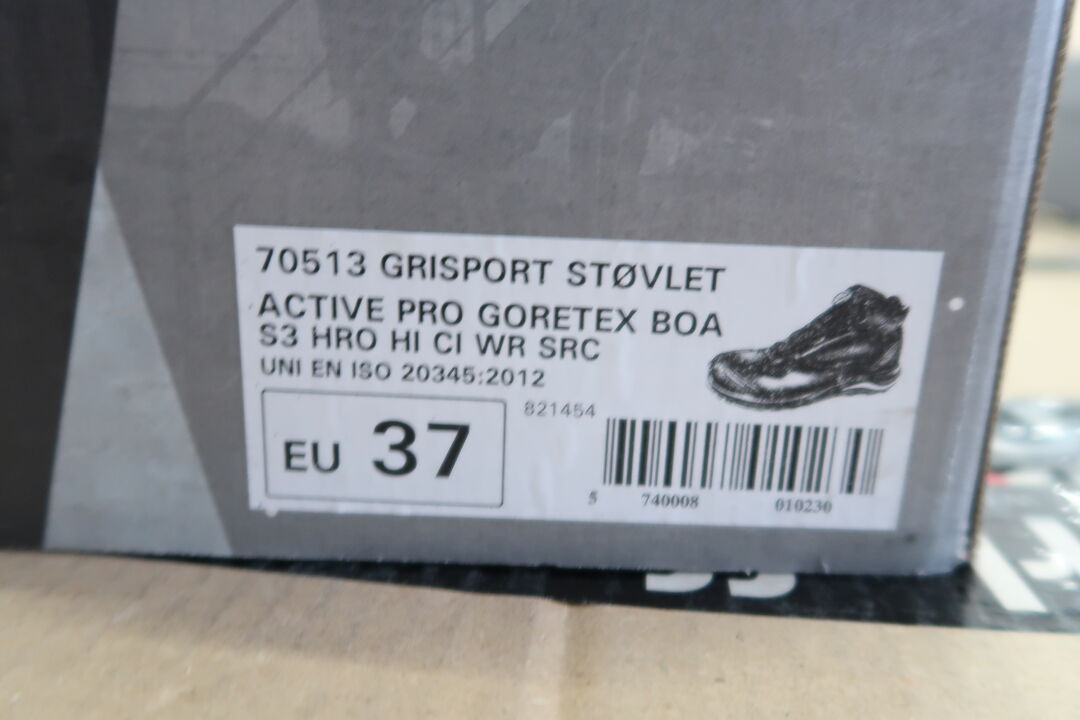 70513 GRISPORT STØVLET
ACTIVE PRO GORETEX BOA
S3 HRO HI CI WR SRC
UNI EN ISO 20345:2012
EU 37
821454
5 740008 010230